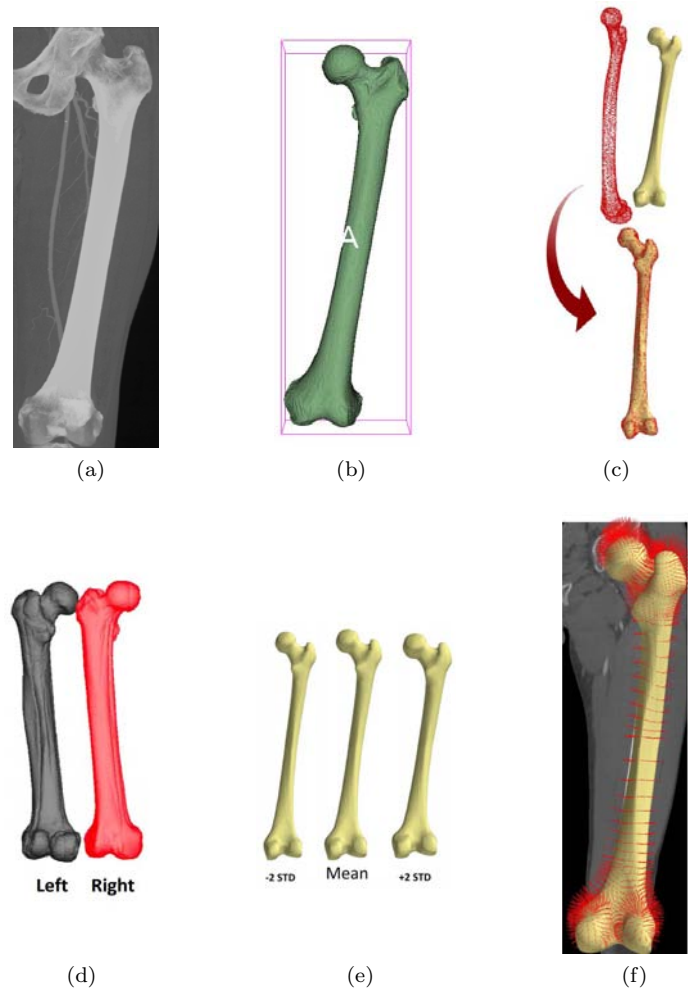 A
(a)
(b)
(c)
Left Right
-2 STD Mean +2 STD
(d)
(e)
(f)